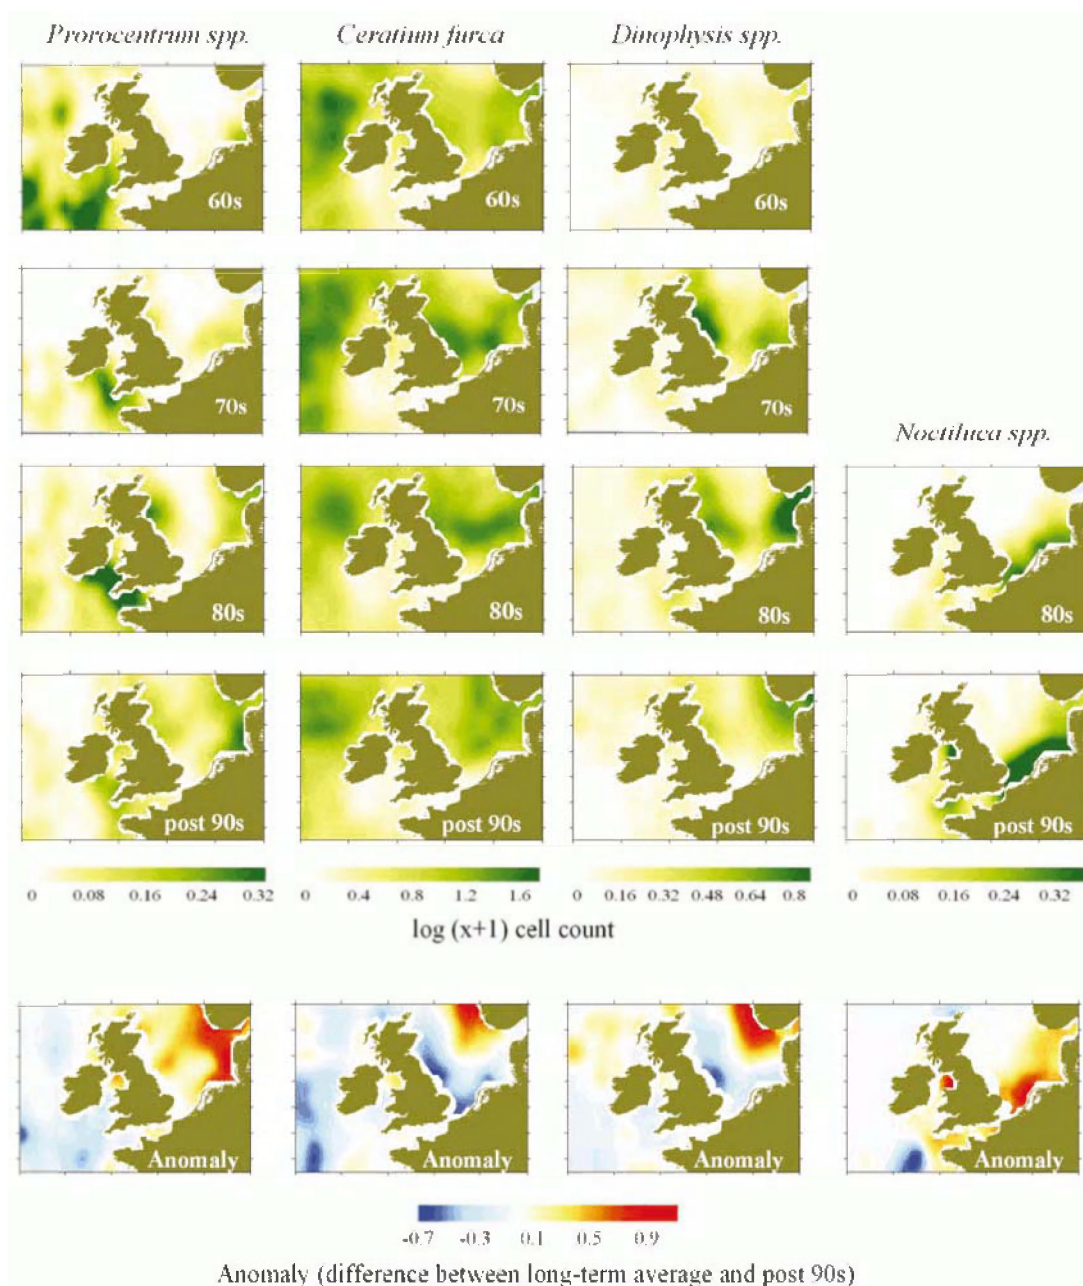 Prorocentrum spp. Ceratium furca Dinophysis spp.
60s 60s 60s
70s 70s 70s
Noctiluca spp.
80s 80s 80s 80s
post 90s post 90s post 90s post 90s
0 0.08 0.16 0.24 0.32 0 0.4 0.8 1.2 1.6 0 0.16 0.32 0.48 0.64 0.8 0 0.12 0.24 0.36
log (x+1) cell count
Anomaly Anomaly Anomaly Anomaly
-0.7 -0.3 0.1 0.5 0.9
Anomaly (difference between long-term average and post 90s)